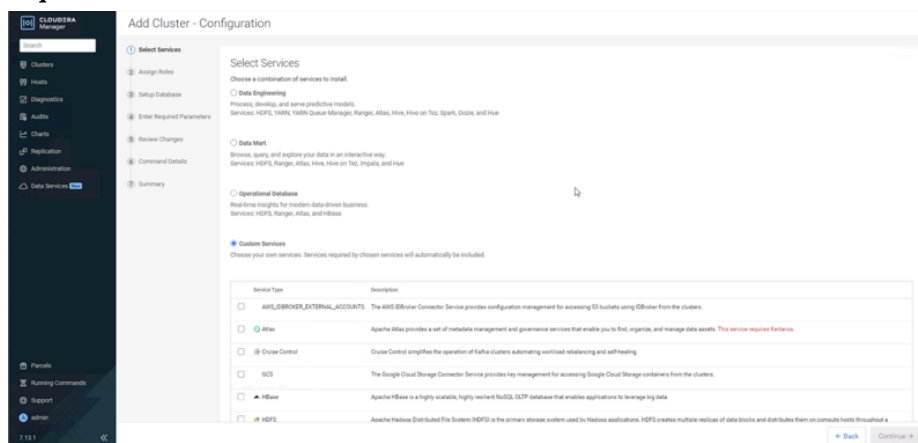 CLOUDERA
Manager
Add Cluster - Configuration
Search
Clusters
Hosts
Diagnostics
Audits
Charts
Replication
Administration
Data Services New
Parcels
Running Commands
Support
admin
7.13.1
1 Select Services
2 Assign Roles
3 Setup Database
4 Enter Required Parameters
5 Review Changes
6 Command Details
7 Summary
Select Services
Choose a combination of services to install.
Data Engineering
Process, develop, and serve predictive models.
Services: HDFS, YARN, YARN Queue Manager, Ranger, Atlas, Hive, Hive on Tez, Spark, Oozie, and Hue
Data Mart
Browse, query, and explore your data in an interactive way.
Services: HDFS, Ranger, Atlas, Hive, Hive on Tez, Impala, and Hue
Operational Database
Real-time insights for modern data-driven business.
Services: HDFS, Ranger, Atlas, and HBase
Custom Services
Choose your own services. Services required by chosen services will automatically be included.
Service Type Description
AWS_IDBROKER_EXTERNAL_ACCOUNTS The AWS IDBroker Connector Service provides configuration management for accessing S3 buckets using IDBroker from the clusters.
Atlas Apache Atlas provides a set of metadata management and governance services that enable you to find, organize, and manage data assets. This service requires Kerberos.
Cruise Control Cruise Control simplifies the operation of Kafka clusters automating workload rebalancing and self-healing.
GCS The Google Cloud Storage Connector Service provides key management for accessing Google Cloud Storage containers from the clusters.
HBase Apache HBase is a highly scalable, highly resilient NoSQL OLTP database that enables applications to leverage big data.
HDFS Apache Hadoop Distributed File System (HDFS) is the primary storage system used by Hadoop applications. HDFS creates multiple replicas of data blocks and distributes them on compute hosts throughout a
← Back Continue →